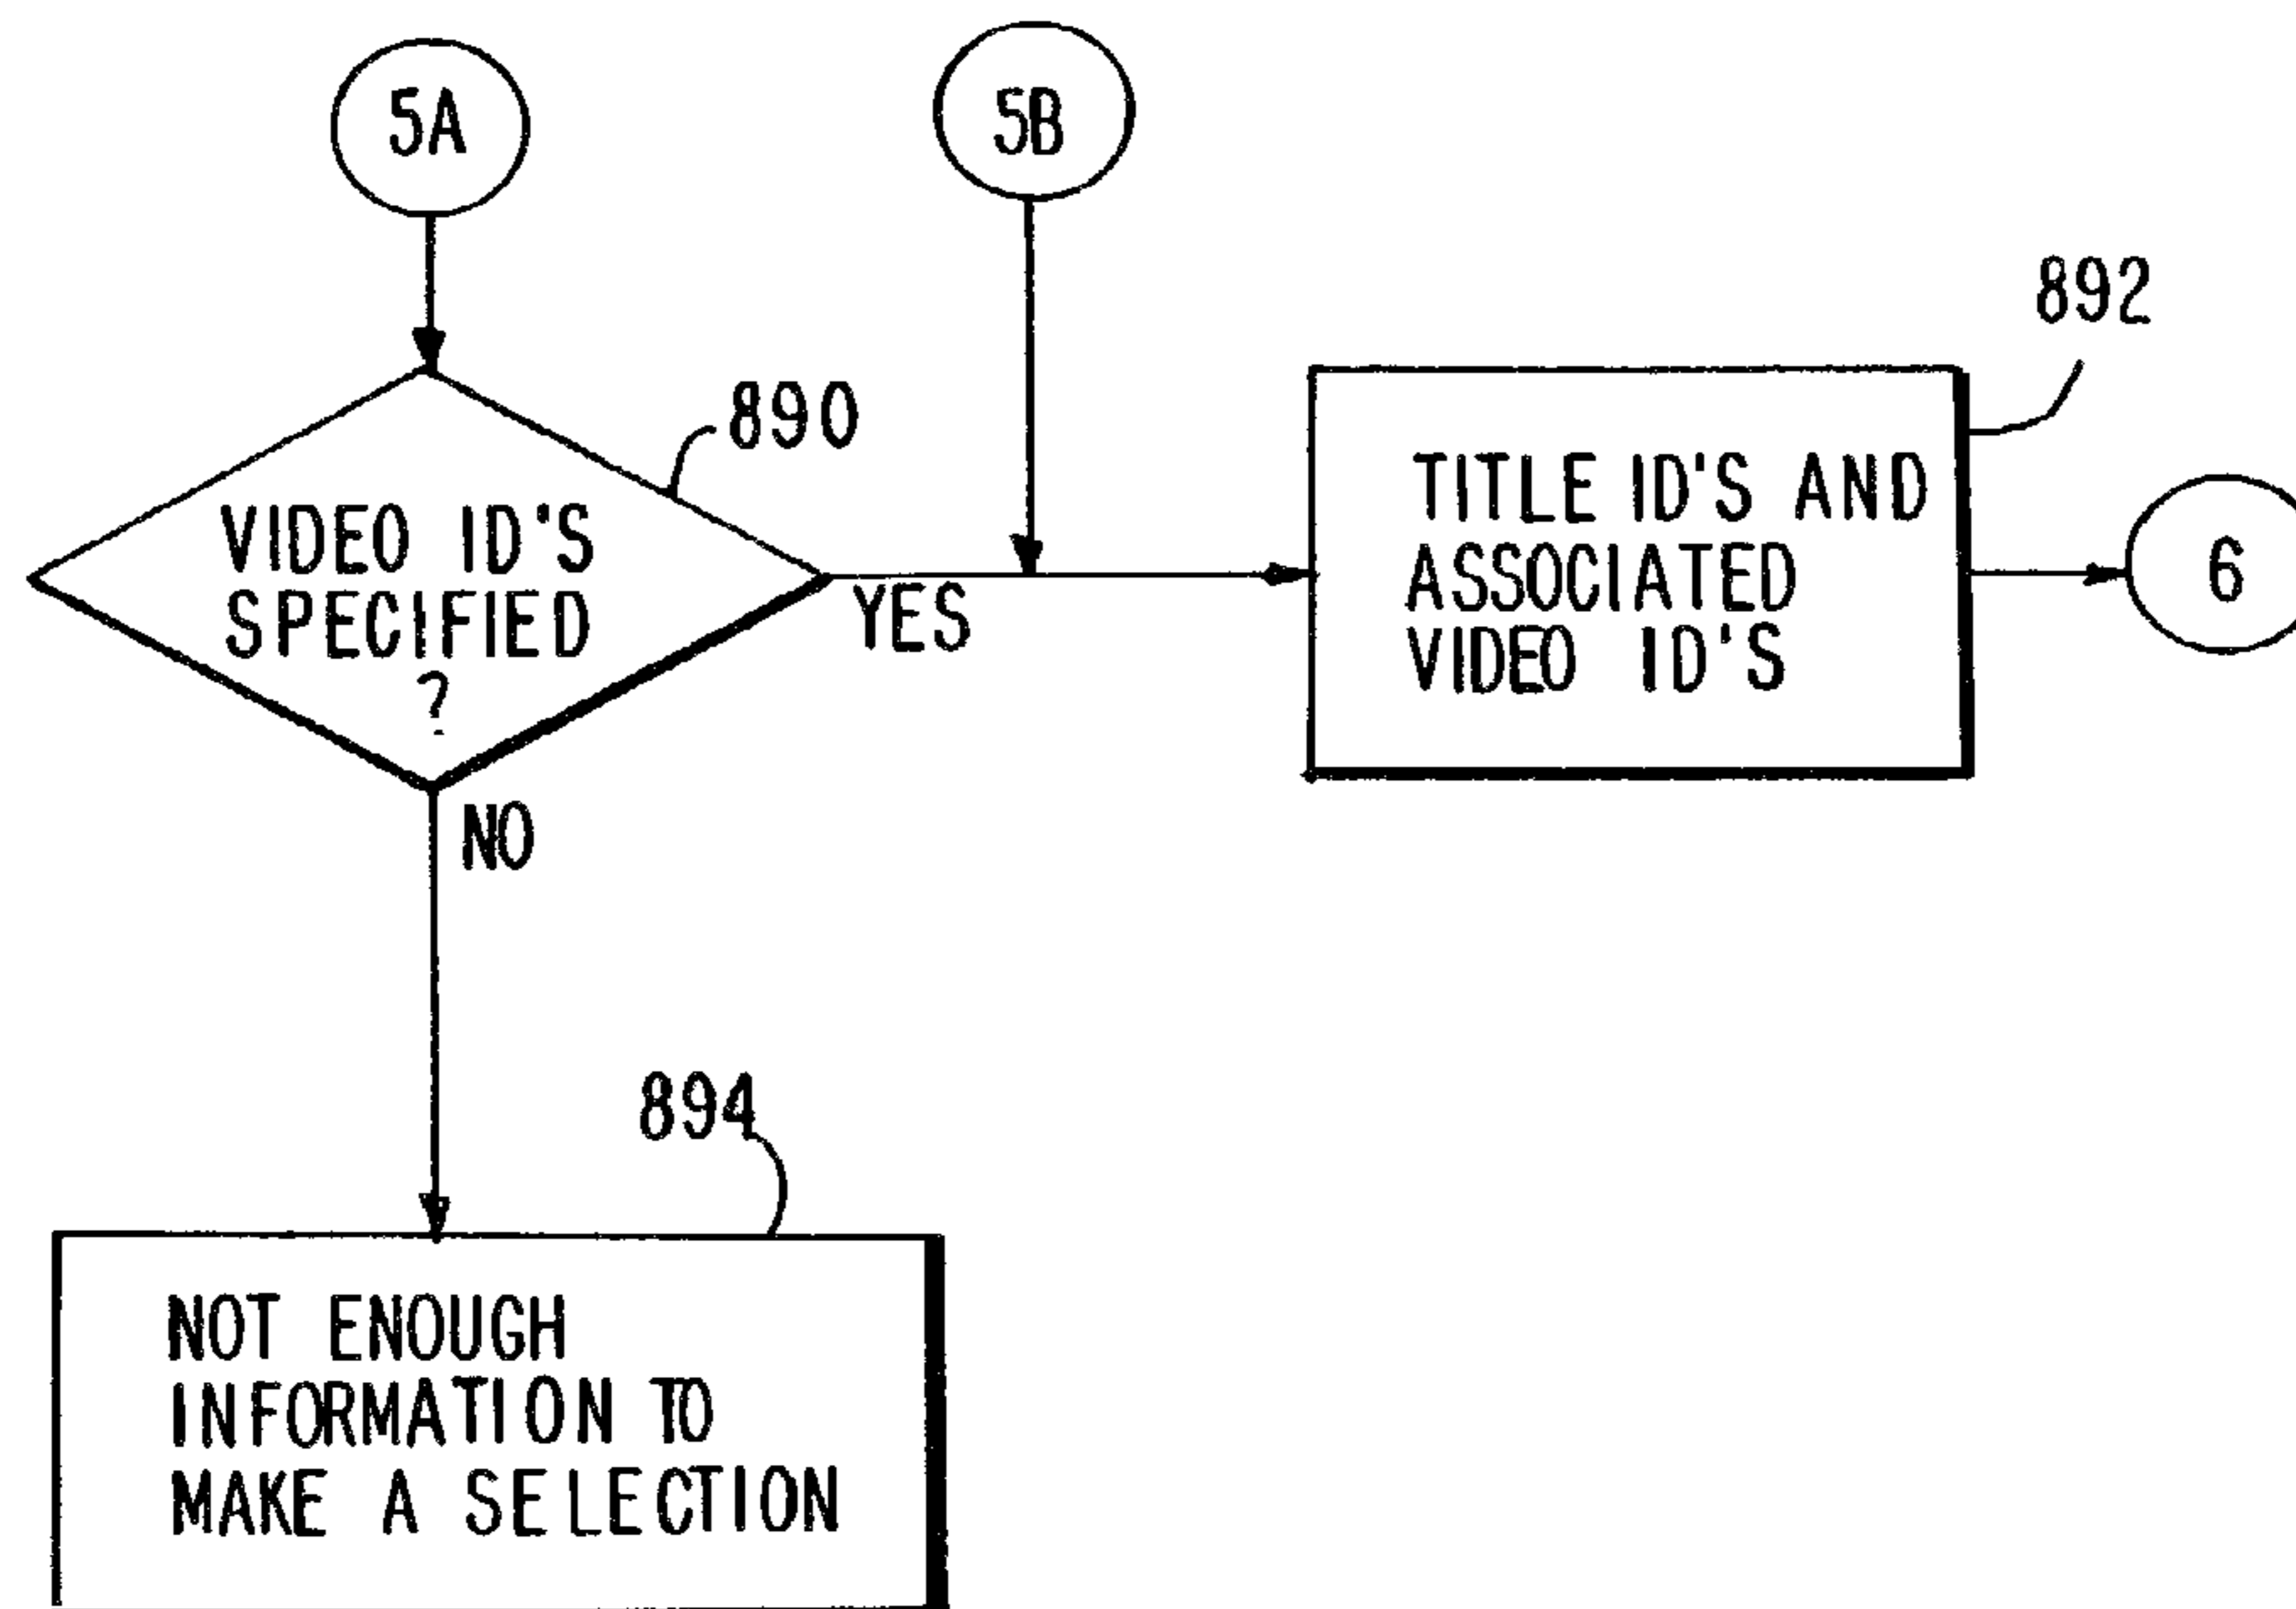 5A
5B
892
890
VIDEO ID'S
SPECIFIED
?
YES
TITLE ID'S AND
ASSOCIATED
VIDEO ID'S
6
NO
894
NOT ENOUGH
INFORMATION TO
MAKE A SELECTION